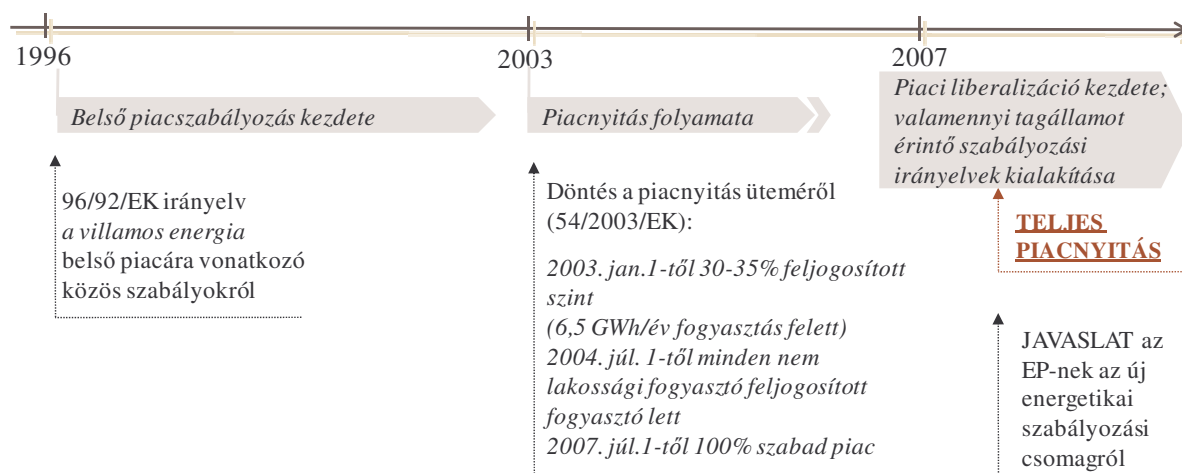 1996
2003
2007
Belső piacszabályozás kezdete
Piacnyitás folyamata
Piaci liberalizáció kezdete;
valamennyi tagállamot
érintő szabályozási
irányelvek kialakítása
96/92/EK irányelv
a villamos energia
belső piacára vonatkozó
közös szabályokról
Döntés a piacnyitás üteméről
(54/2003/EK):
2003. jan.1-től 30-35% feljogosított
szint
(6,5 GWh/év fogyasztás felett)
2004. júl. 1-től minden nem
lakossági fogyasztó feljogosított
fogyasztó lett
2007. júl.1-től 100% szabad piac
TELJES
PIACNYITÁS
JAVASLAT az
EP-nek az új
energetikai
szabályozási
csomagról